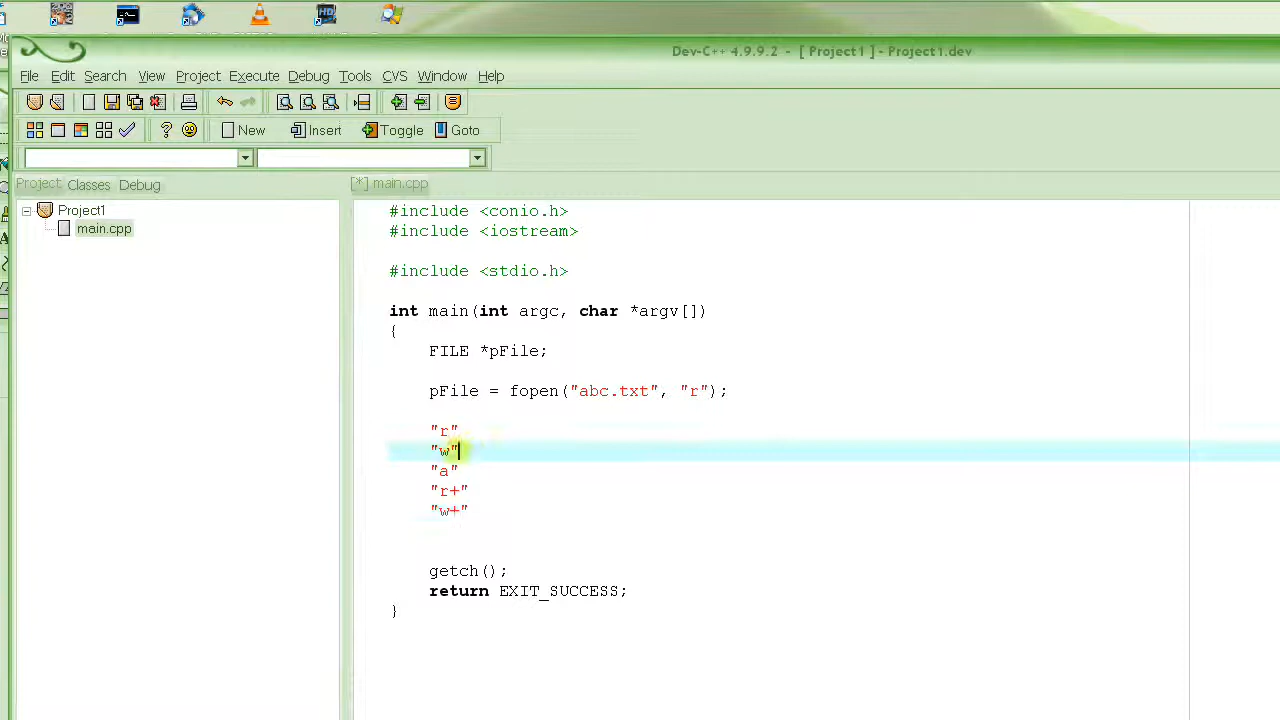 Dev-C++ 4.9.9.2 - [ Project1 ] - Project1.dev
File Edit Search View Project Execute Debug Tools CVS Window Help
New Insert Toggle Goto
Project Classes Debug
[*] main.cpp
Project1
main.cpp
#include <conio.h>
#include <iostream>
#include <stdio.h>
int main(int argc, char *argv[])
{
FILE *pFile;
pFile = fopen("abc.txt", "r");
"r"
"w"
"a"
"r+"
"w+"
getch();
return EXIT_SUCCESS;
}